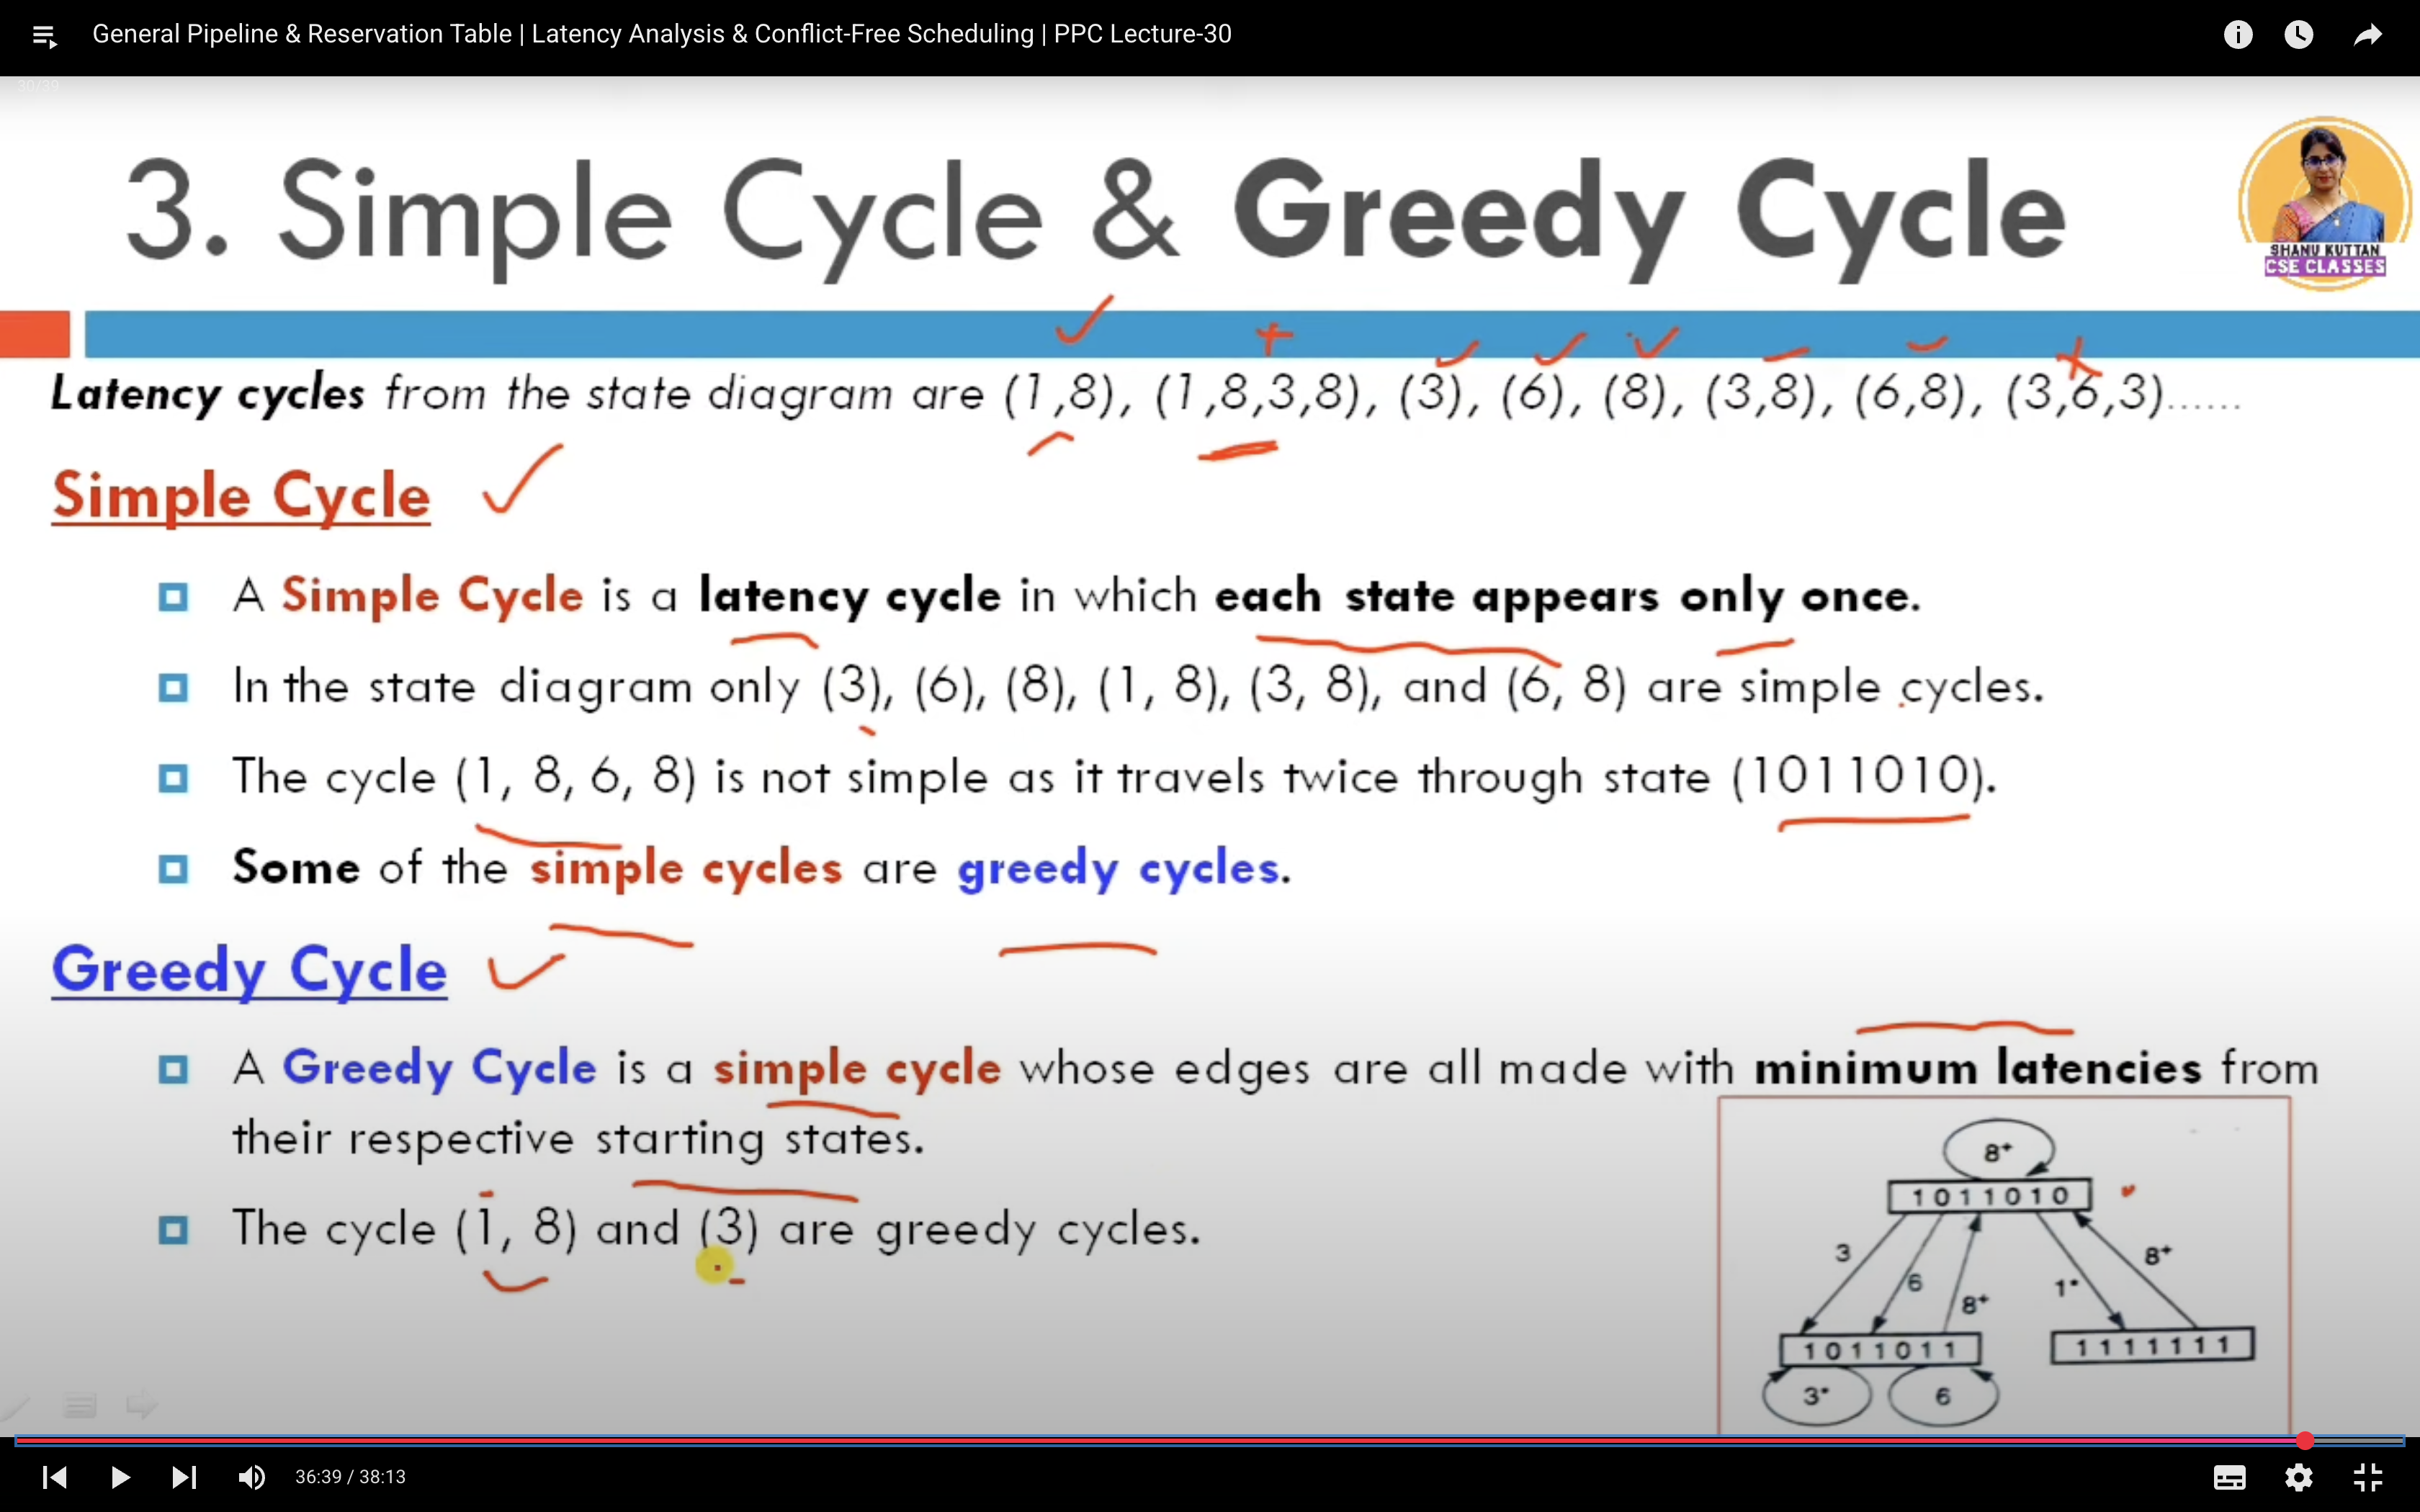 General Pipeline & Reservation Table | Latency Analysis & Conflict-Free Scheduling | PPC Lecture-30
30/39
3. Simple Cycle & Greedy Cycle
SHANU KUTTAN
CSE CLASSES
Latency cycles from the state diagram are (1,8), (1,8,3,8), (3), (6), (8), (3,8), (6,8), (3,6,3)......
Simple Cycle
A Simple Cycle is a latency cycle in which each state appears only once.
In the state diagram only (3), (6), (8), (1, 8), (3, 8), and (6, 8) are simple cycles.
The cycle (1, 8, 6, 8) is not simple as it travels twice through state (1011010).
Some of the simple cycles are greedy cycles.
Greedy Cycle
A Greedy Cycle is a simple cycle whose edges are all made with minimum latencies from
their respective starting states.
The cycle (1, 8) and (3) are greedy cycles.
8+
1011010
3 6 8+ 1* 8+
1011011 1111111
3* 6
36:39 / 38:13